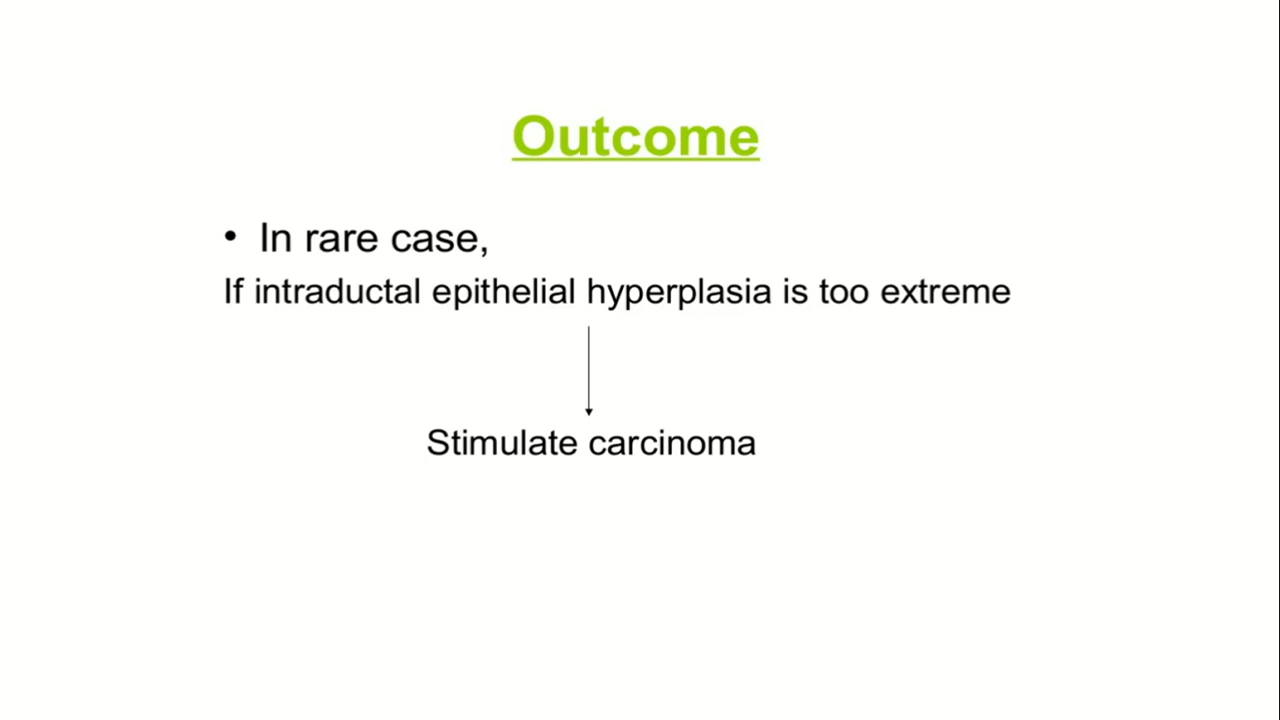 Outcome
• In rare case,
If intraductal epithelial hyperplasia is too extreme
Stimulate carcinoma